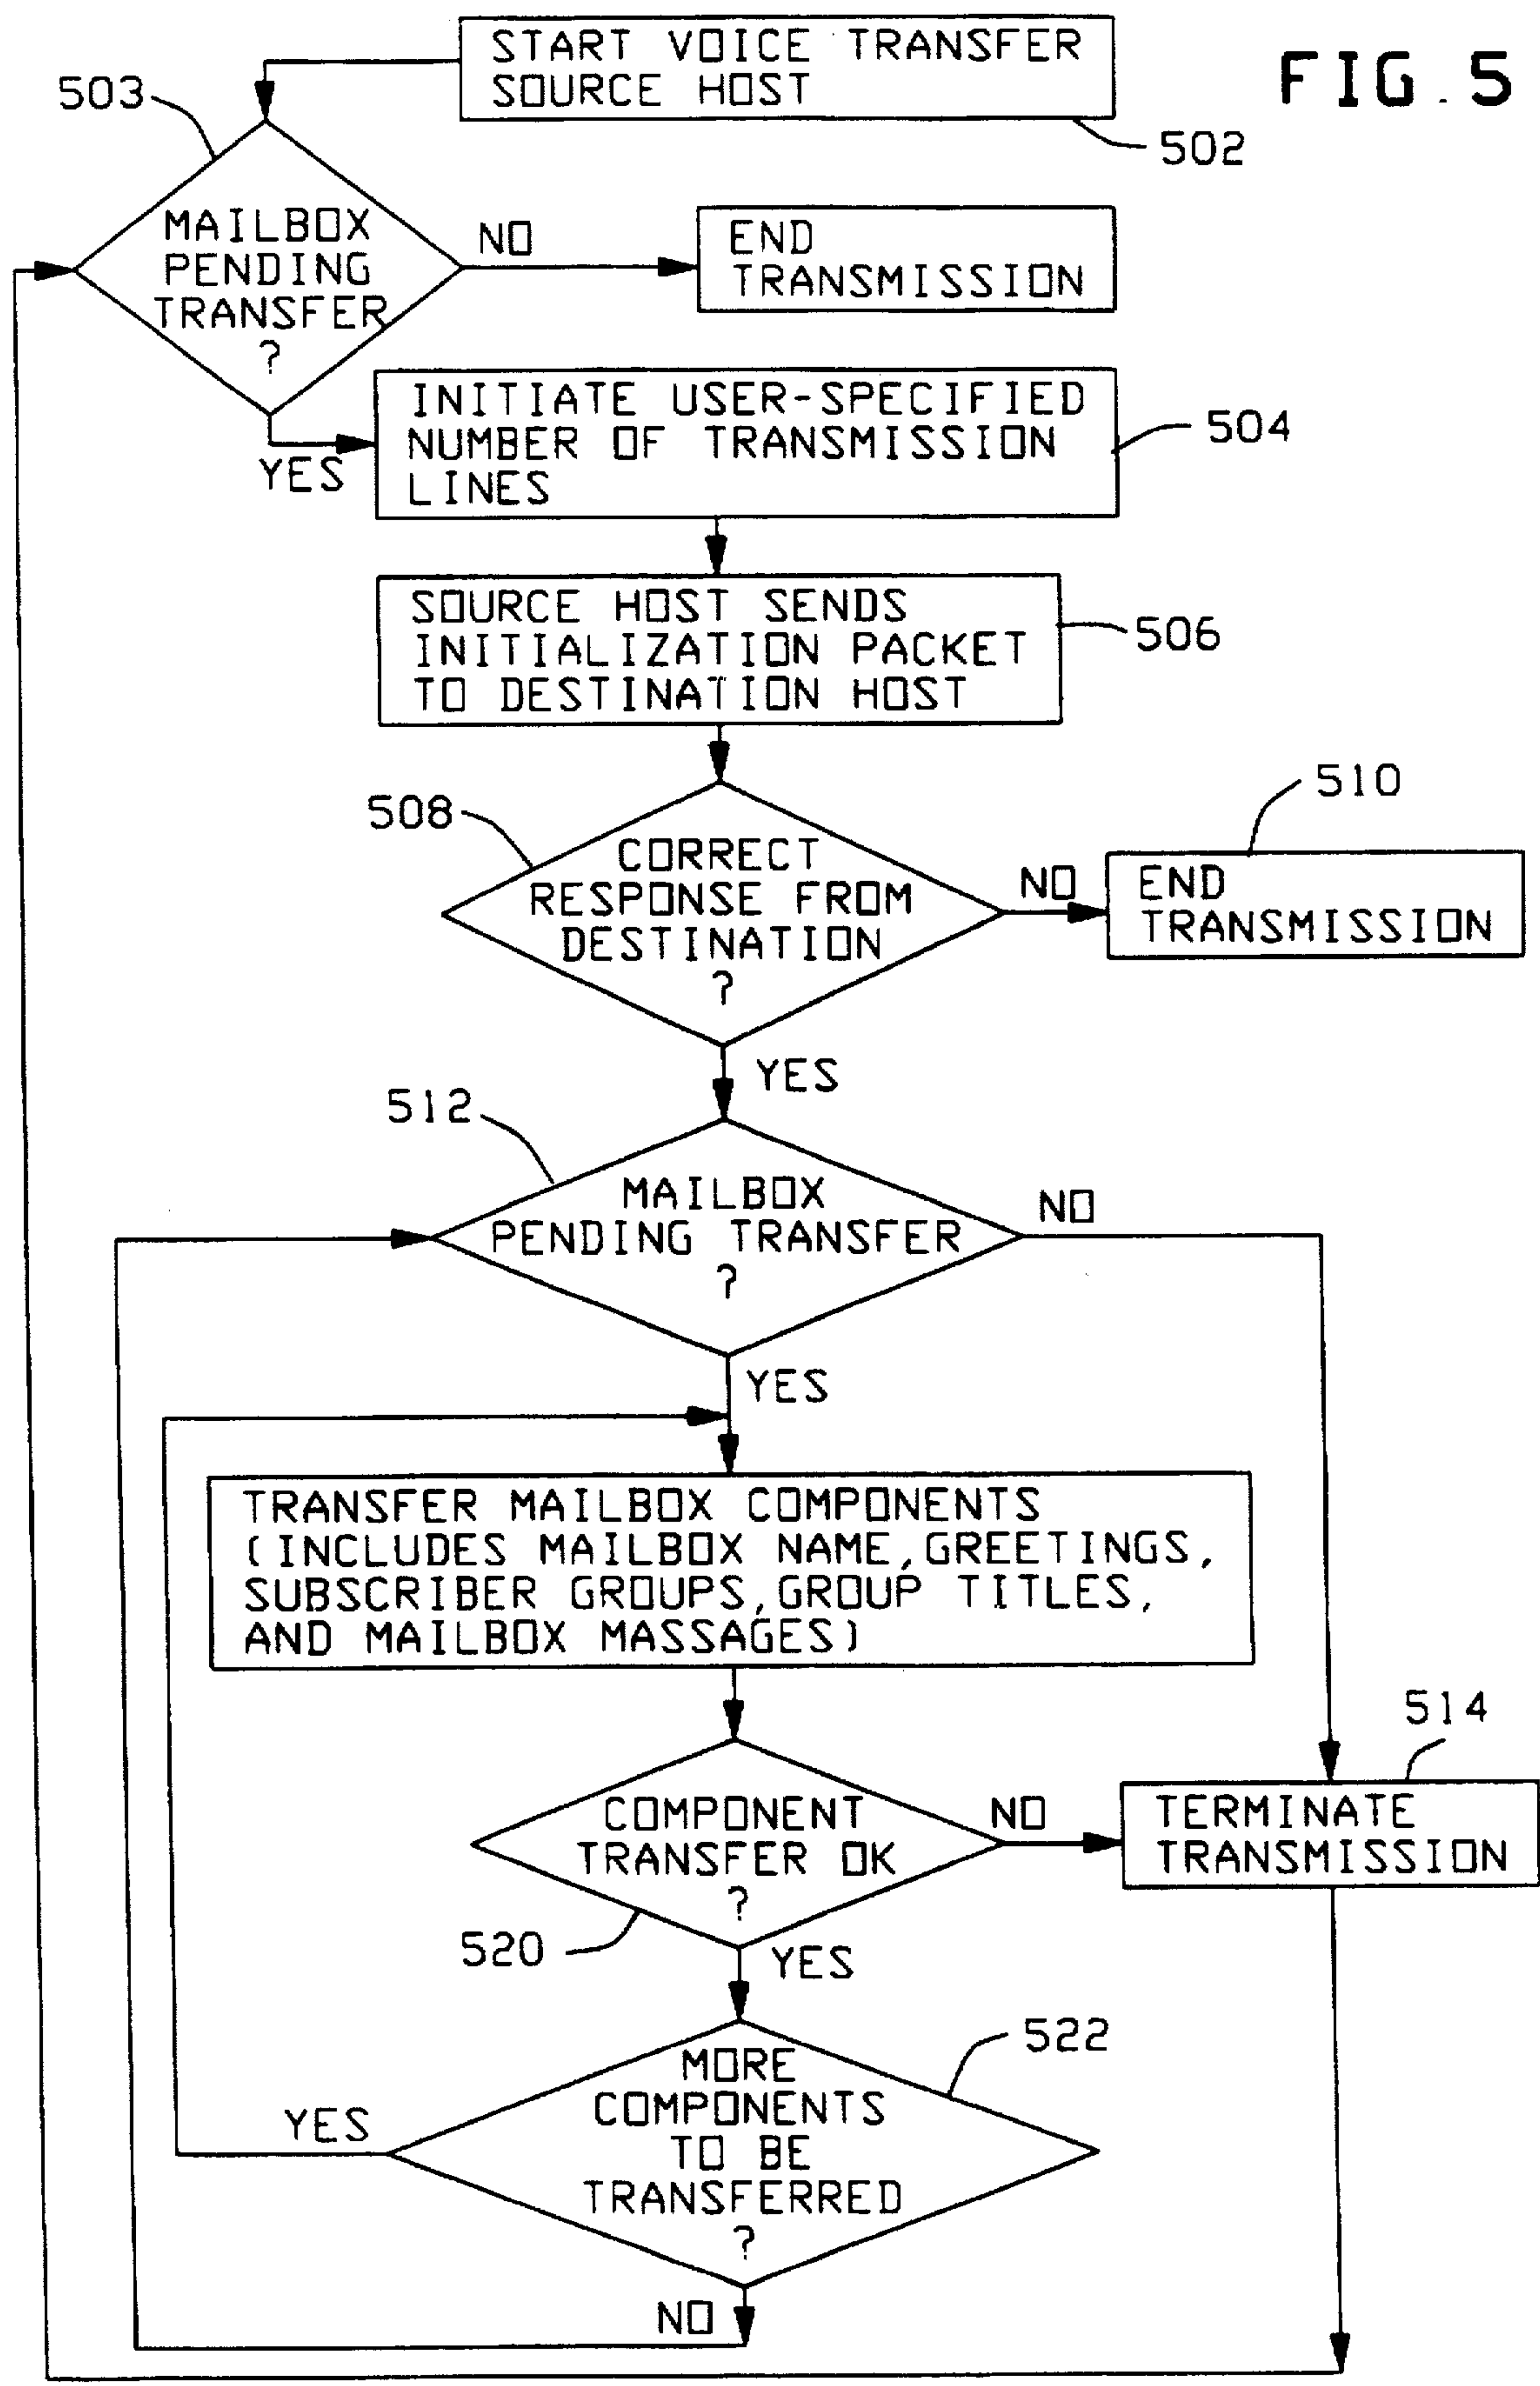 START VOICE TRANSFER
SOURCE HOST
FIG. 5
503
502
MAILBOX
PENDING
TRANSFER
?
NO
END
TRANSMISSION
YES
INITIATE USER-SPECIFIED
NUMBER OF TRANSMISSION
LINES
504
SOURCE HOST SENDS
INITIALIZATION PACKET
TO DESTINATION HOST
506
508
CORRECT
RESPONSE FROM
DESTINATION
?
NO
510
END
TRANSMISSION
YES
512
MAILBOX
PENDING TRANSFER
?
NO
YES
TRANSFER MAILBOX COMPONENTS
(INCLUDES MAILBOX NAME, GREETINGS,
SUBSCRIBER GROUPS, GROUP TITLES,
AND MAILBOX MASSAGES)
514
COMPONENT
TRANSFER OK
?
NO
TERMINATE
TRANSMISSION
520
YES
522
MORE
COMPONENTS
TO BE
TRANSFERRED
?
YES
NO